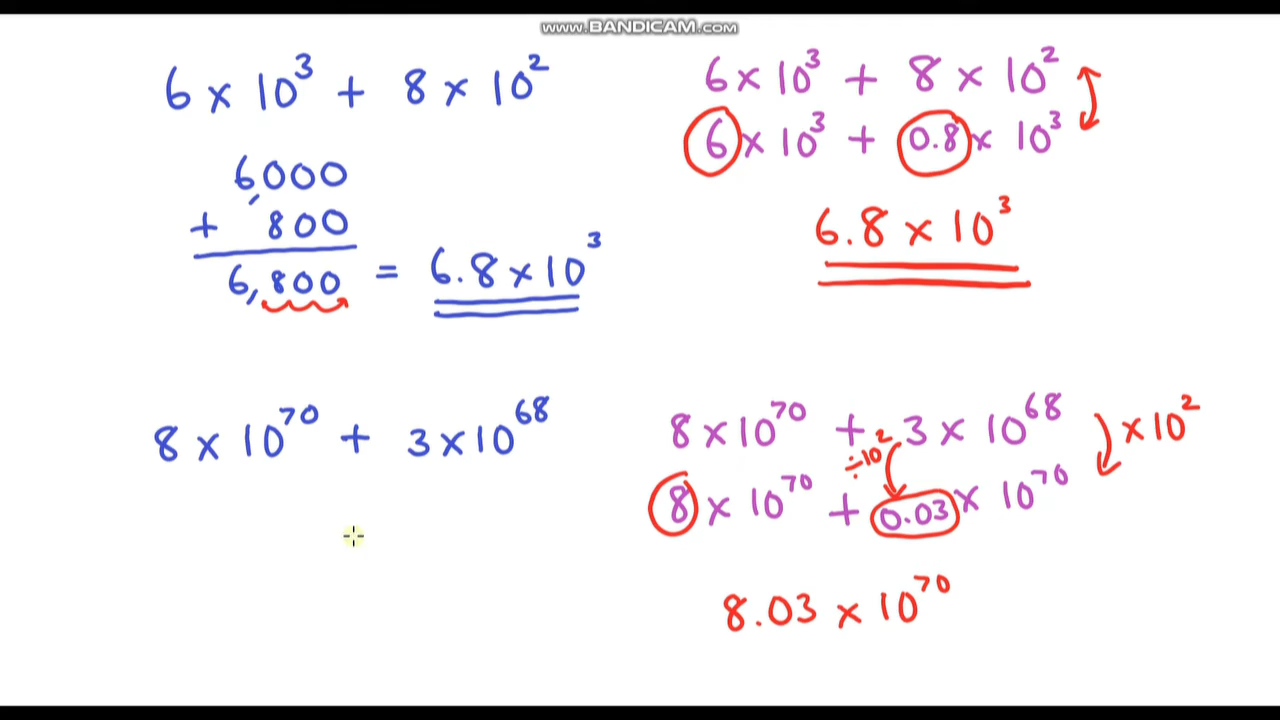 www.BANDICAM.com
6 x 10³ + 8 x 10²
6000
+ 800
6,800 = 6.8 x 10³
6 x 10³ + 8 x 10²
6 x 10³ + 0.8 x 10³
6.8 x 10³
8 x 10⁷⁰ + 3 x 10⁶⁸
8 x 10⁷⁰ + 3 x 10⁶⁸ x 10²
÷10²
8 x 10⁷⁰ + 0.03 x 10⁷⁰
8.03 x 10⁷⁰